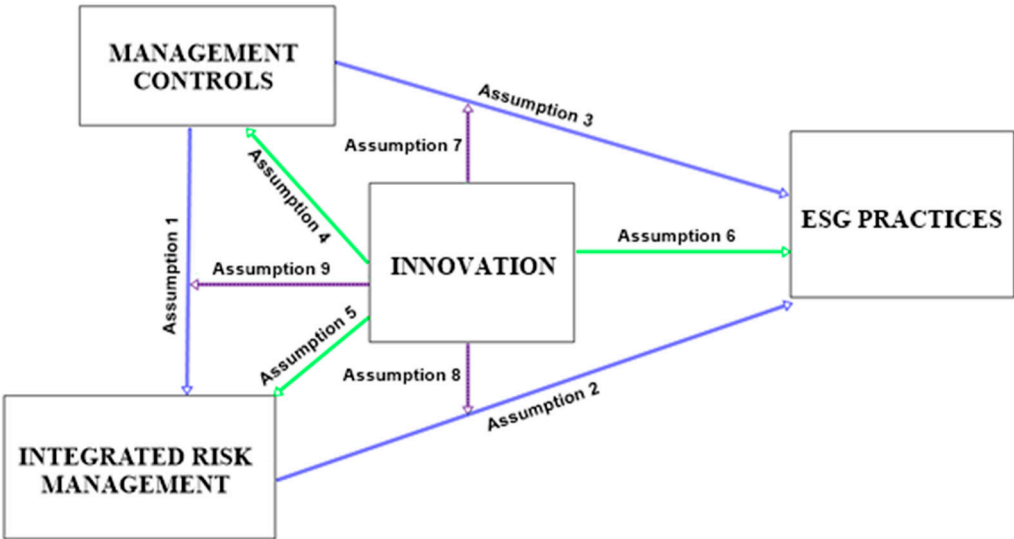 MANAGEMENT
CONTROLS
Assumption 3
Assumption 7
Assumption 4
Assumption 1
ESG PRACTICES
Assumption 6
INNOVATION
Assumption 9
Assumption 5
Assumption 8
Assumption 2
INTEGRATED RISK
MANAGEMENT